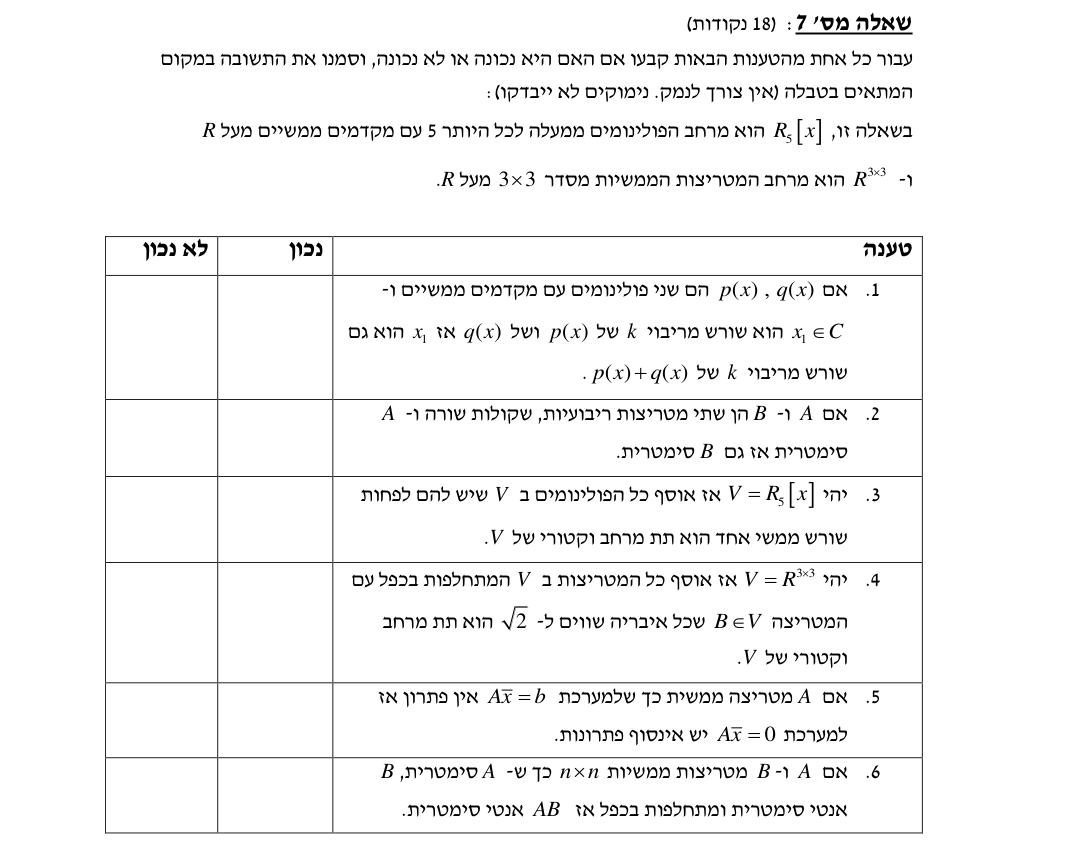 שאלה מס' 7 : (18 נקודות)
עבור כל אחת מהטענות הבאות קבעו אם האם היא נכונה או לא נכונה, וסמנו את התשובה במקום
המתאים בטבלה (אין צורך לנמק. נימוקים לא ייבדקו):
בשאלה זו, R₅[x] הוא מרחב הפולינומים ממעלה לכל היותר 5 עם מקדמים ממשיים מעל R
ו- R³ˣ³ הוא מרחב המטריצות הממשיות מסדר 3×3 מעל R.
טענה נכון לא נכון
1. אם p(x) , q(x) הם שני פולינומים עם מקדמים ממשיים ו-
x₁ ∈ C הוא שורש מריבוי k של p(x) ושל q(x) אז x₁ הוא גם
שורש מריבוי k של p(x)+q(x) .
2. אם A ו- B הן שתי מטריצות ריבועיות, שקולות שורה ו- A
סימטרית אז גם B סימטרית.
3. יהי V = R₅[x] אז אוסף כל הפולינומים ב V שיש להם לפחות
שורש ממשי אחד הוא תת מרחב וקטורי של V.
4. יהי V = R³ˣ³ אז אוסף כל המטריצות ב V המתחלפות בכפל עם
המטריצה B ∈ V שכל איבריה שווים ל- √2 הוא תת מרחב
וקטורי של V.
5. אם A מטריצה ממשית כך שלמערכת Ax̄ = b אין פתרון אז
למערכת Ax̄ = 0 יש אינסוף פתרונות.
6. אם A ו- B מטריצות ממשיות n×n כך ש- A סימטרית, B
אנטי סימטרית ומתחלפות בכפל אז AB אנטי סימטרית.